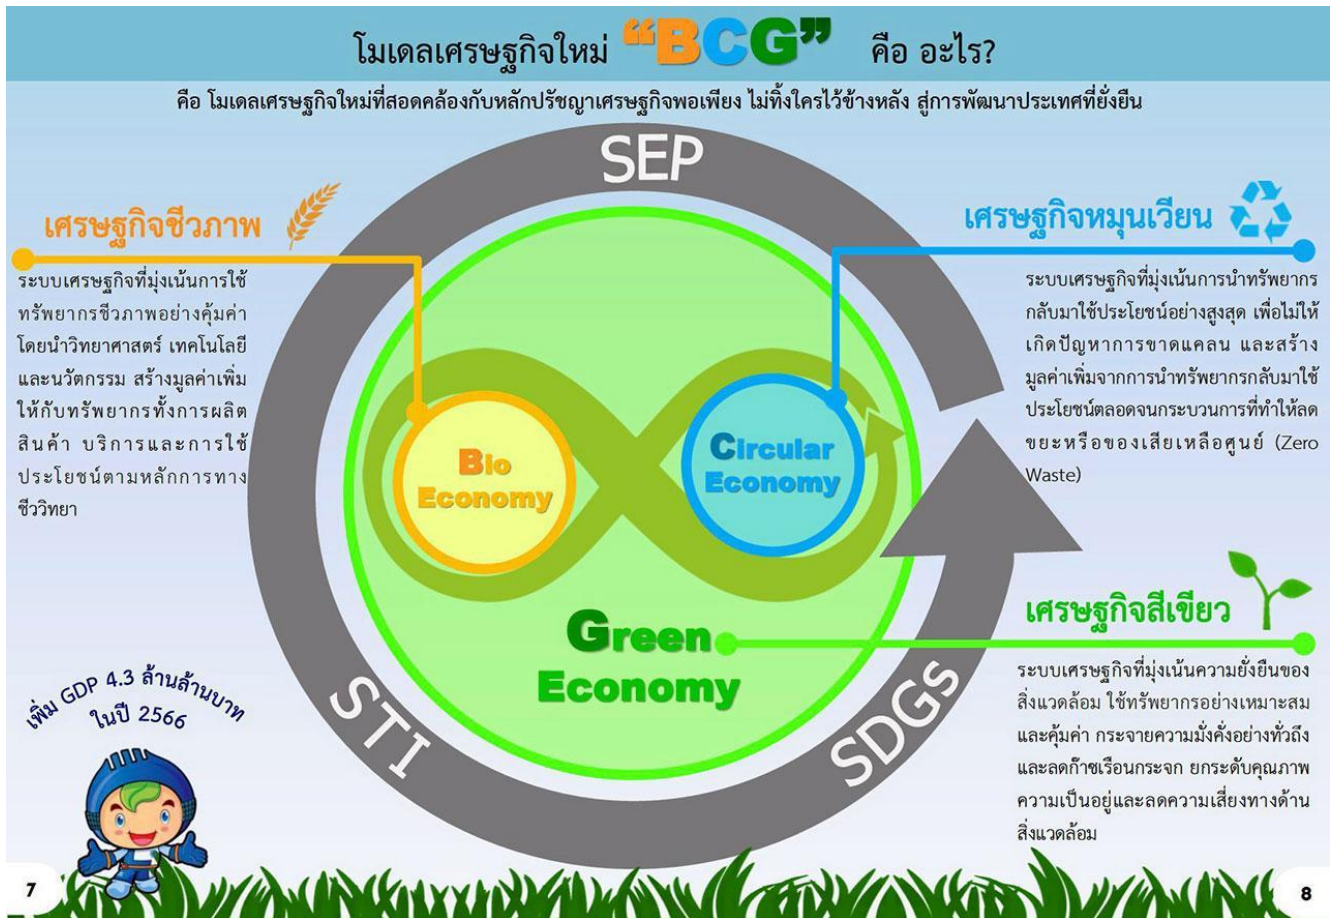 โมเดลเศรษฐกิจใหม่ “BCG” คือ อะไร?
คือ โมเดลเศรษฐกิจใหม่ที่สอดคล้องกับหลักปรัชญาเศรษฐกิจพอเพียง ไม่ทิ้งใครไว้ข้างหลัง สู่การพัฒนาประเทศที่ยั่งยืน
SEP
เศรษฐกิจชีวภาพ
ระบบเศรษฐกิจที่มุ่งเน้นการใช้
ทรัพยากรชีวภาพอย่างคุ้มค่า
โดยนำวิทยาศาสตร์ เทคโนโลยี
และนวัตกรรม สร้างมูลค่าเพิ่ม
ให้กับทรัพยากรทั้งการผลิต
สินค้า บริการและการใช้
ประโยชน์ตามหลักการทาง
ชีววิทยา
เศรษฐกิจหมุนเวียน
ระบบเศรษฐกิจที่มุ่งเน้นการนำทรัพยากร
กลับมาใช้ประโยชน์อย่างสูงสุด เพื่อไม่ให้
เกิดปัญหาการขาดแคลน และสร้าง
มูลค่าเพิ่มจากการนำทรัพยากรกลับมาใช้
ประโยชน์ตลอดจนกระบวนการที่ทำให้ลด
ขยะหรือของเสียเหลือศูนย์ (Zero
Waste)
Bio
Economy
Circular
Economy
Green
Economy
เศรษฐกิจสีเขียว
ระบบเศรษฐกิจที่มุ่งเน้นความยั่งยืนของ
สิ่งแวดล้อม ใช้ทรัพยากรอย่างเหมาะสม
และคุ้มค่า กระจายความมั่งคั่งอย่างทั่วถึง
และลดก๊าซเรือนกระจก ยกระดับคุณภาพ
ความเป็นอยู่และลดความเสี่ยงทางด้าน
สิ่งแวดล้อม
STI
SDGs
เพิ่ม GDP 4.3 ล้านล้านบาท
ในปี 2566
7
8